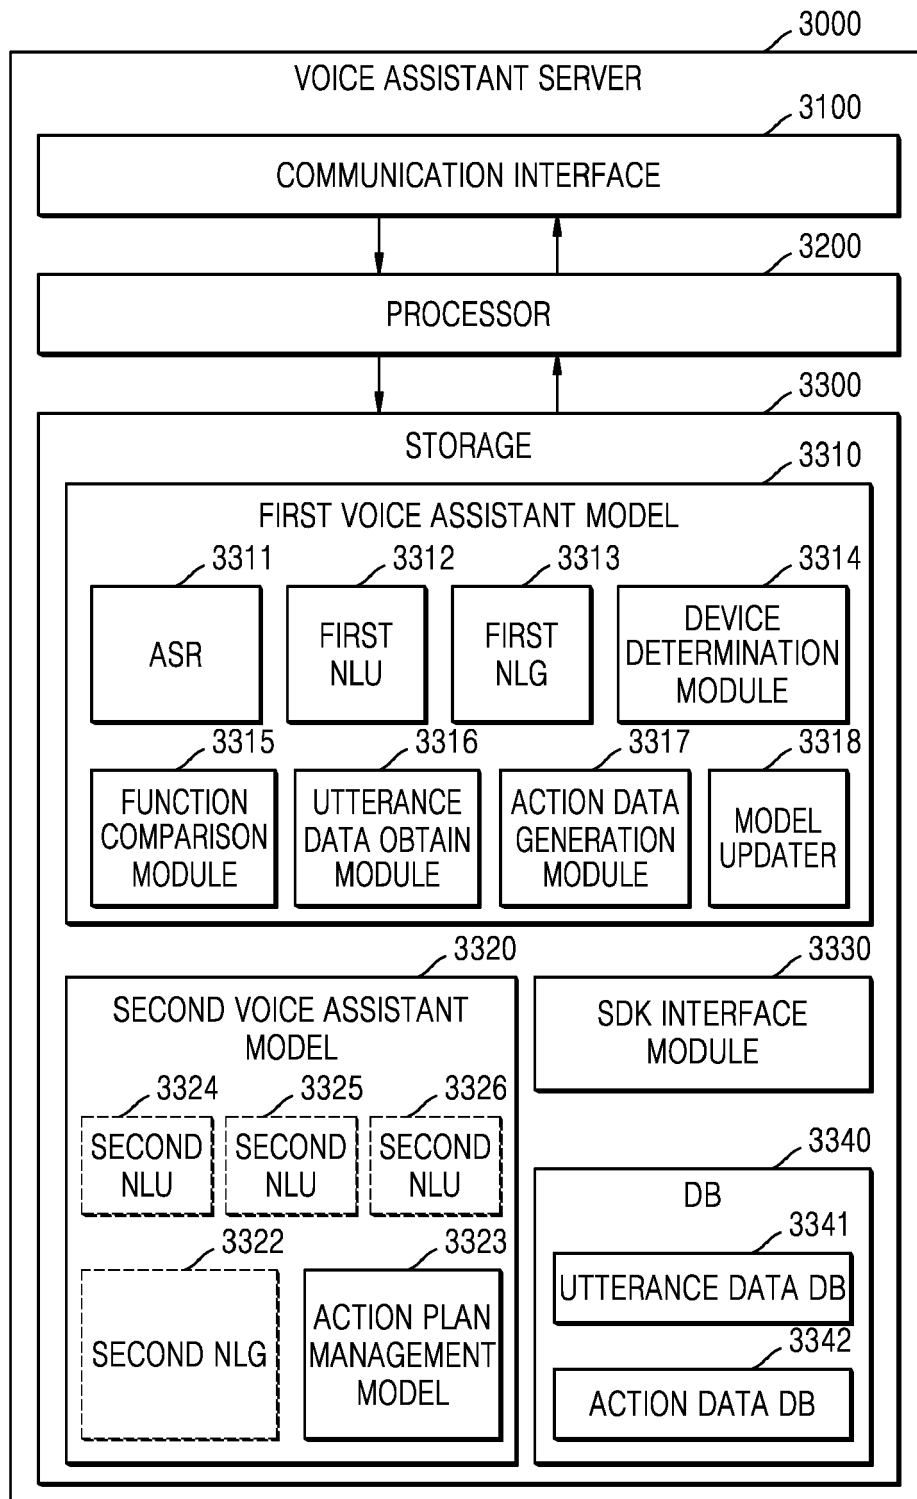 3000
VOICE ASSISTANT SERVER
3100
COMMUNICATION INTERFACE
3200
PROCESSOR
3300
STORAGE
3310
FIRST VOICE ASSISTANT MODEL
3311
ASR
3312
FIRST
NLU
3313
FIRST
NLG
3314
DEVICE
DETERMINATION
MODULE
3315
FUNCTION
COMPARISON
MODULE
3316
UTTERANCE
DATA OBTAIN
MODULE
3317
ACTION DATA
GENERATION
MODULE
3318
MODEL
UPDATER
3320
SECOND VOICE ASSISTANT
MODEL
3324
SECOND
NLU
3325
SECOND
NLU
3326
SECOND
NLU
3322
SECOND NLG
3323
ACTION PLAN
MANAGEMENT
MODEL
3330
SDK INTERFACE
MODULE
3340
DB
3341
UTTERANCE DATA DB
3342
ACTION DATA DB